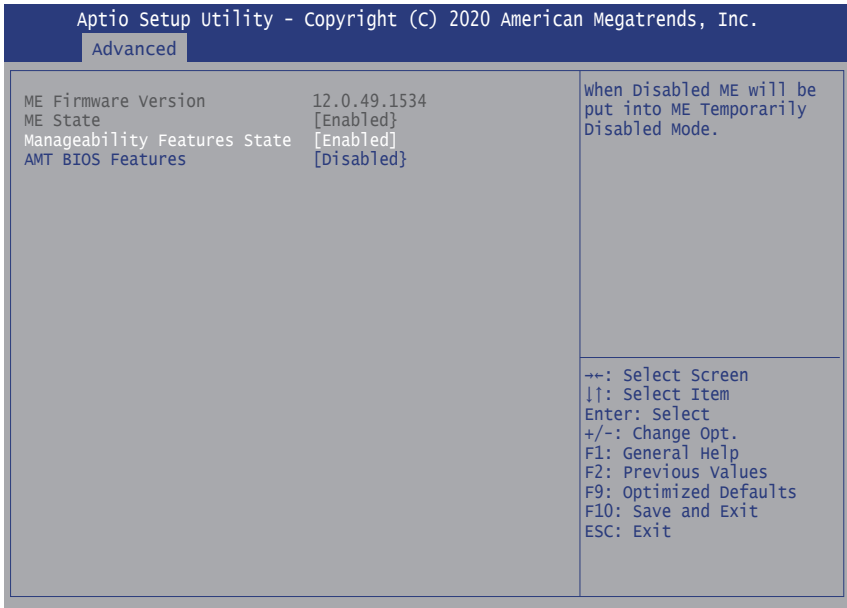 Aptio Setup Utility - Copyright (C) 2020 American Megatrends, Inc.
Advanced
ME Firmware Version 12.0.49.1534
ME State [Enabled}
Manageability Features State [Enabled]
AMT BIOS Features [Disabled}
When Disabled ME will be
put into ME Temporarily
Disabled Mode.
→←: Select Screen
↓↑: Select Item
Enter: Select
+/-: Change Opt.
F1: General Help
F2: Previous Values
F9: Optimized Defaults
F10: Save and Exit
ESC: Exit